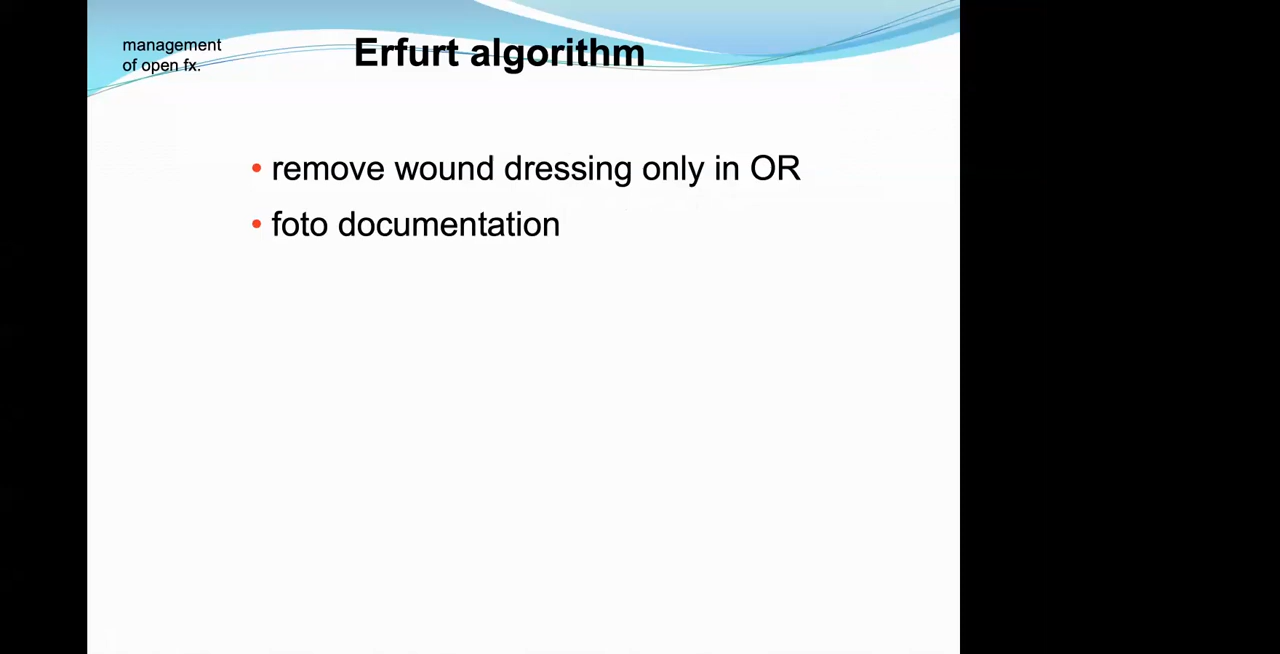 management
of open fx.
Erfurt algorithm
• remove wound dressing only in OR
• foto documentation